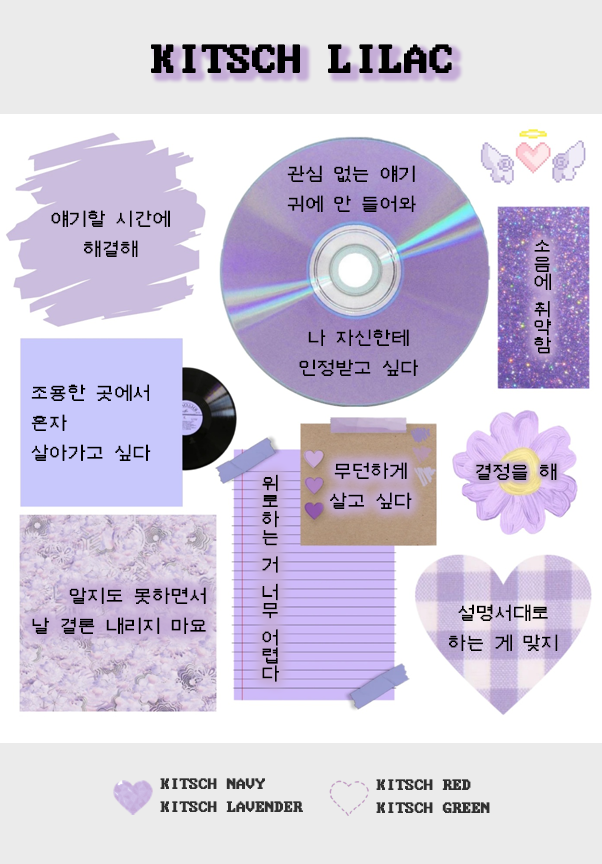 KITSCH LILAC
얘기할 시간에
해결해
관심 없는 얘기
귀에 안 들어와
나 자신한테
인정받고 싶다
소음에 취약함
조용한 곳에서
혼자
살아가고 싶다
위로하는 거 너무 어렵다
무던하게
살고 싶다
결정을 해
알지도 못하면서
날 결론 내리지 마요
설명서대로
하는 게 맞지
KITSCH NAVY
KITSCH LAVENDER
KITSCH RED
KITSCH GREEN